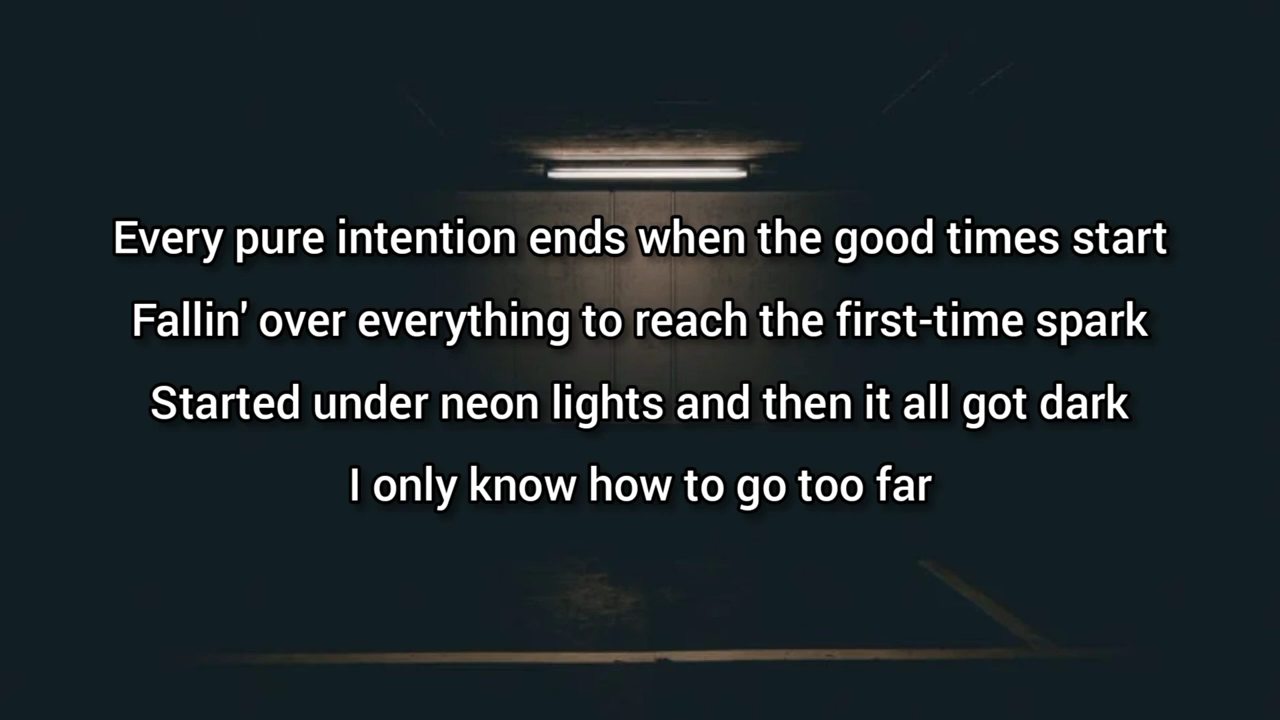 Every pure intention ends when the good times start
Fallin' over everything to reach the first-time spark
Started under neon lights and then it all got dark
I only know how to go too far